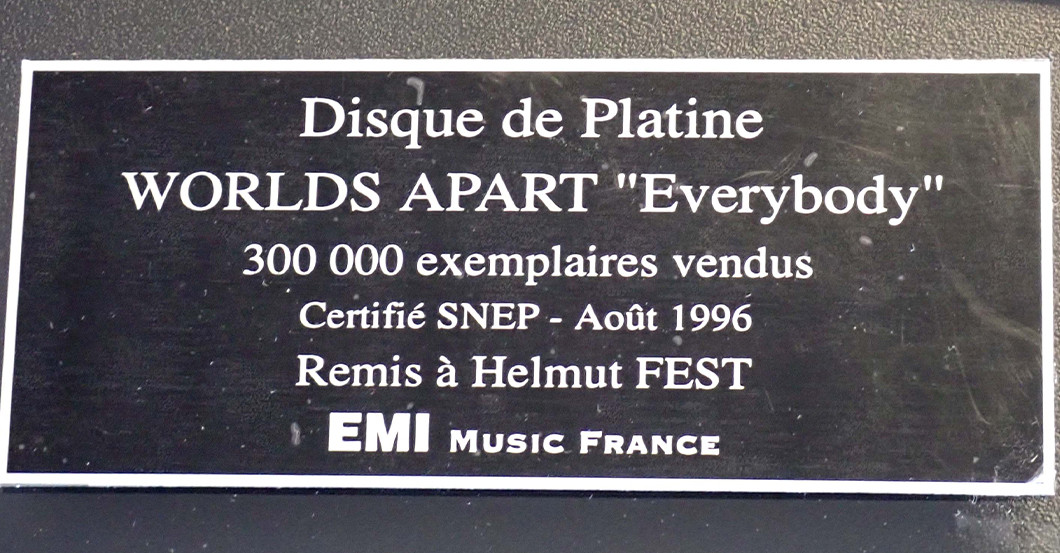 Disque de Platine
WORLDS APART "Everybody"
300 000 exemplaires vendus
Certifié SNEP - Août 1996
Remis à Helmut FEST
EMI MUSIC FRANCE